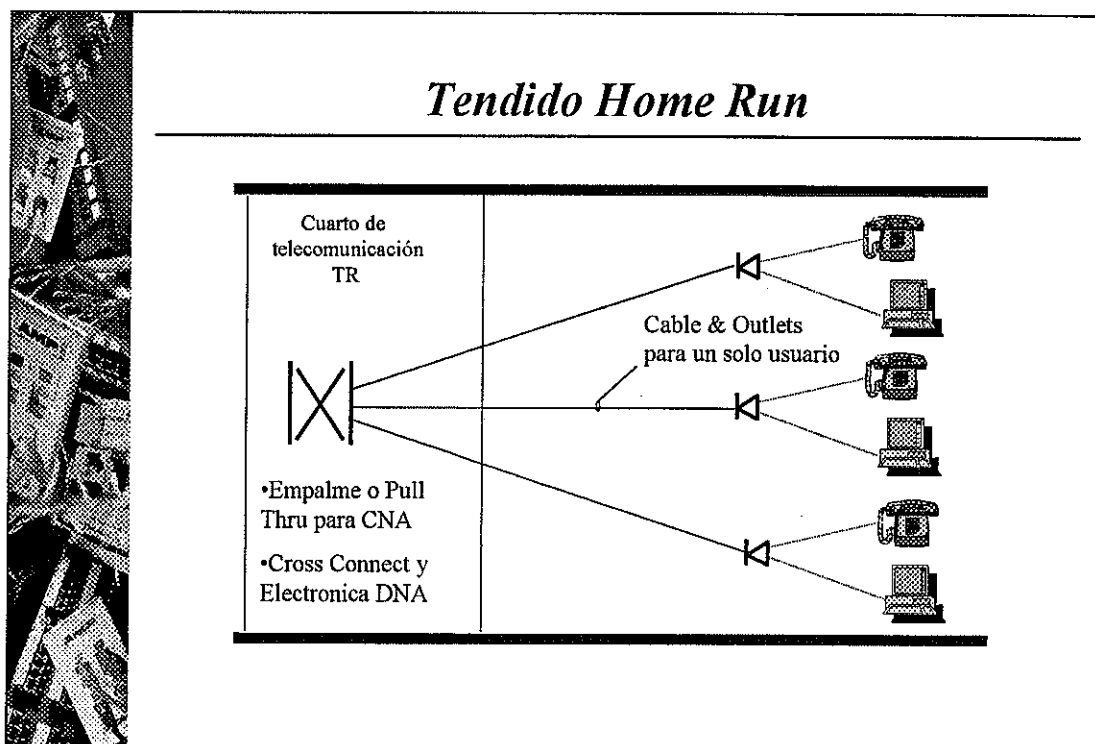 Tendido Home Run
Cuarto de
telecomunicación
TR
Cable & Outlets
para un solo usuario
•Empalme o Pull
Thru para CNA
•Cross Connect y
Electronica DNA